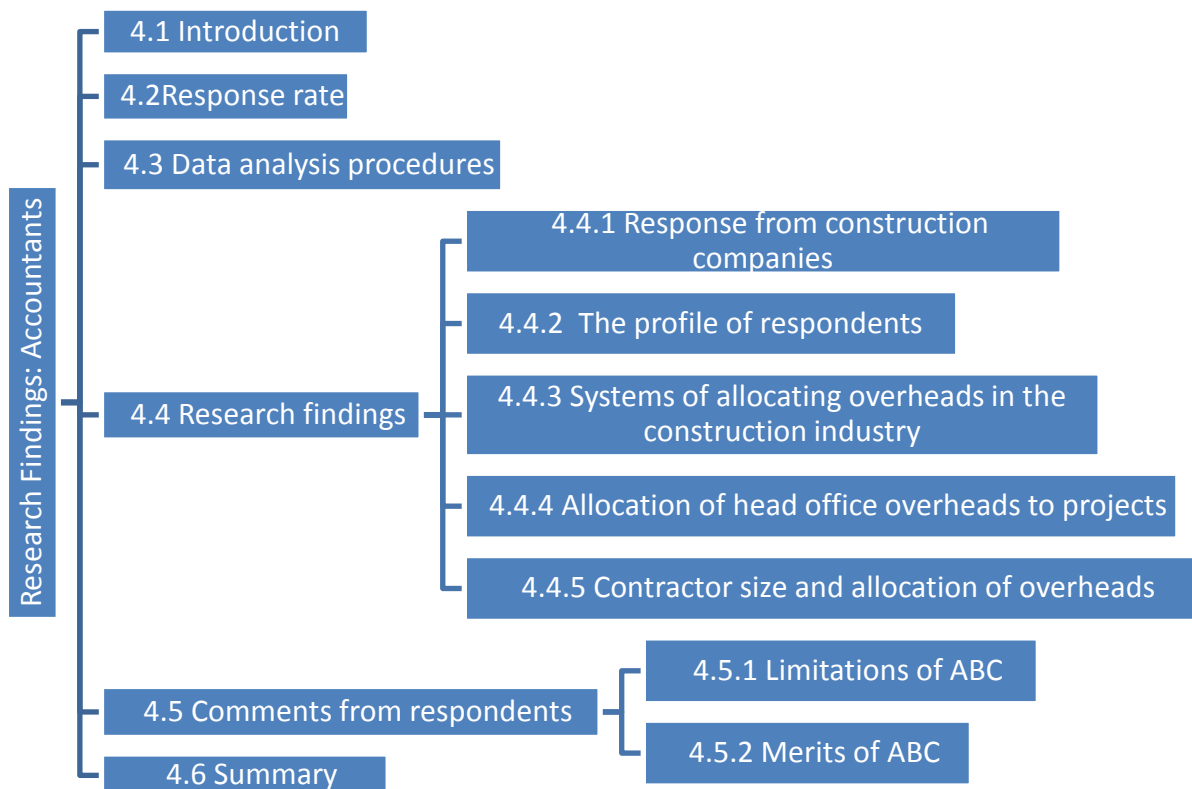 Research Findings: Accountants
4.1 Introduction
4.2Response rate
4.3 Data analysis procedures
4.4 Research findings
4.4.1 Response from construction
companies
4.4.2 The profile of respondents
4.4.3 Systems of allocating overheads in the
construction industry
4.4.4 Allocation of head office overheads to projects
4.4.5 Contractor size and allocation of overheads
4.5 Comments from respondents
4.5.1 Limitations of ABC
4.5.2 Merits of ABC
4.6 Summary